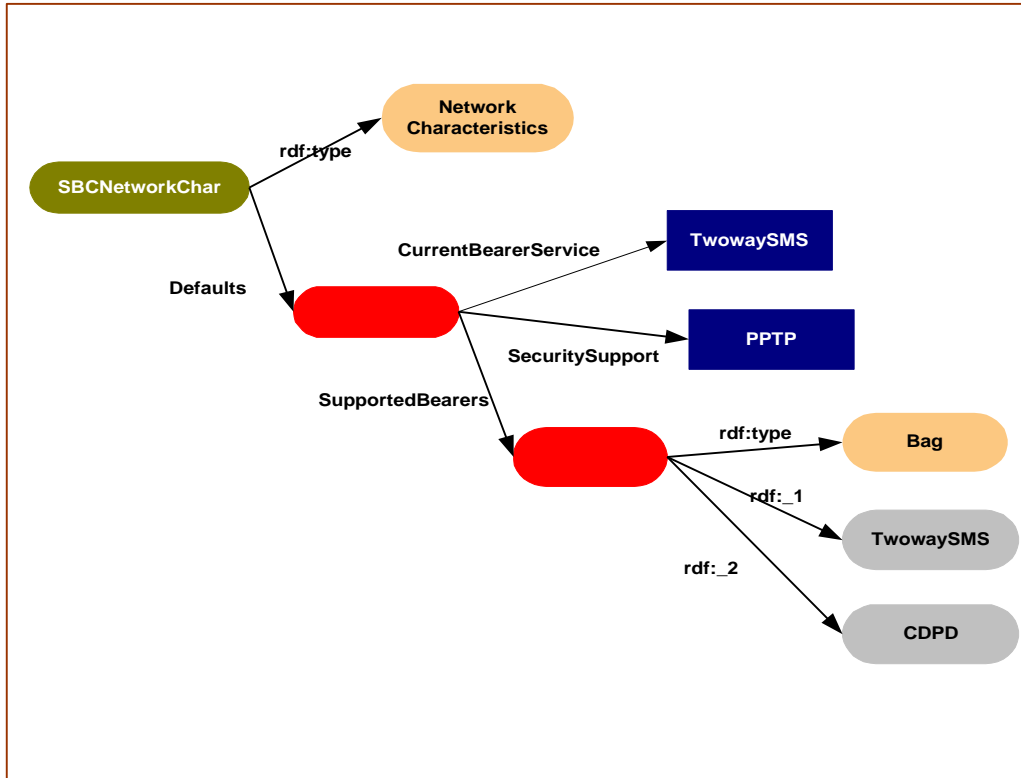 Network
Characteristics
rdf:type
SBCNetworkChar
TwowaySMS
CurrentBearerService
Defaults
PPTP
SecuritySupport
SupportedBearers
rdf:type
Bag
rdf:_1
TwowaySMS
rdf:_2
CDPD